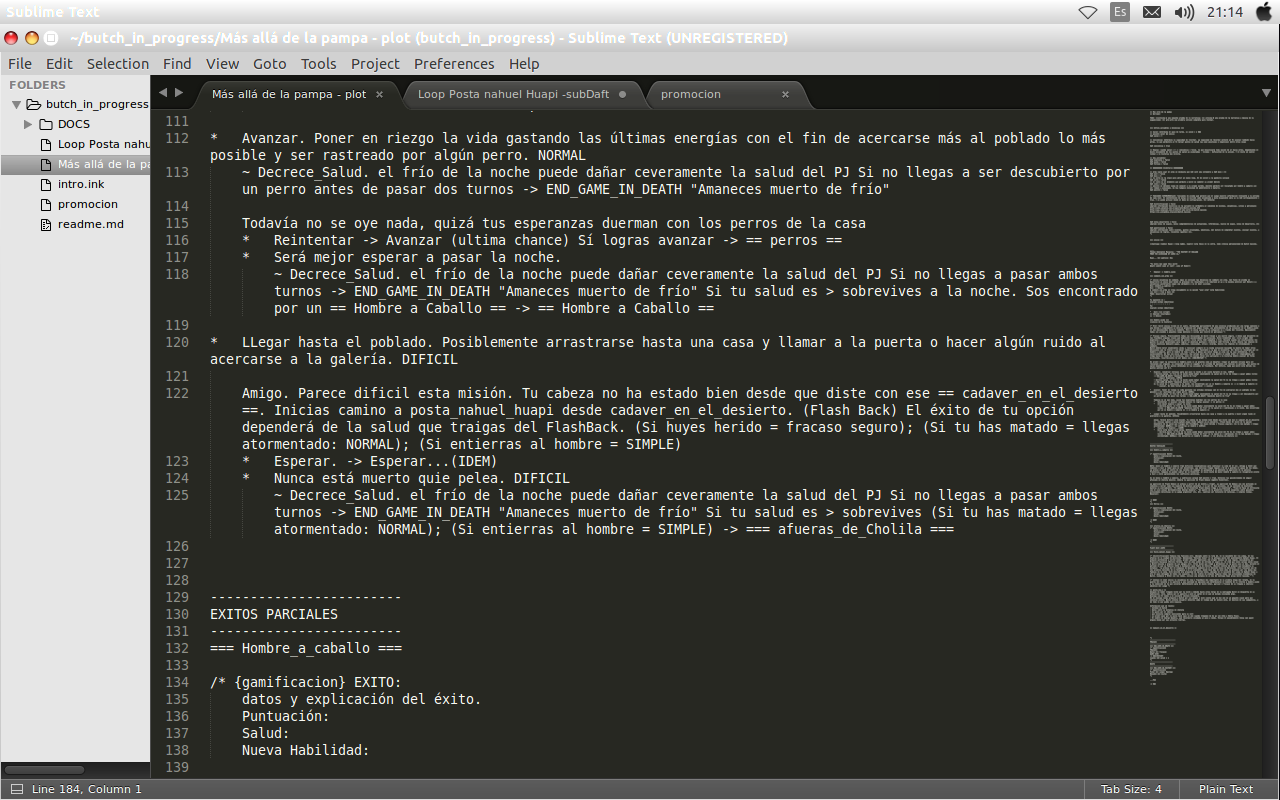 Sublime Text
Es
21:14
~/butch_in_progress/Más allá de la pampa - plot (butch_in_progress) - Sublime Text (UNREGISTERED)
File Edit Selection Find View Goto Tools Project Preferences Help
FOLDERS
butch_in_progress
DOCS
Loop Posta nahu
Más allá de la pa
intro.ink
promocion
readme.md
Más allá de la pampa - plot ×
Loop Posta nahuel Huapi -subDaft
promocion ×
111
112 * Avanzar. Poner en riezgo la vida gastando las últimas energías con el fin de acercarse más al poblado lo más
posible y ser rastreado por algún perro. NORMAL
113 ~ Decrece_Salud. el frío de la noche puede dañar ceveramente la salud del PJ Si no llegas a ser descubierto por
un perro antes de pasar dos turnos -> END_GAME_IN_DEATH "Amaneces muerto de frío"
114
115 Todavía no se oye nada, quizá tus esperanzas duerman con los perros de la casa
116 * Reintentar -> Avanzar (ultima chance) Sí logras avanzar -> == perros ==
117 * Será mejor esperar a pasar la noche.
118 ~ Decrece_Salud. el frío de la noche puede dañar ceveramente la salud del PJ Si no llegas a pasar ambos
turnos -> END_GAME_IN_DEATH "Amaneces muerto de frío" Si tu salud es > sobrevives a la noche. Sos encontrado
por un == Hombre a Caballo == -> == Hombre a Caballo ==
119
120 * LLegar hasta el poblado. Posiblemente arrastrarse hasta una casa y llamar a la puerta o hacer algún ruido al
acercarse a la galería. DIFICIL
121
122 Amigo. Parece dificil esta misión. Tu cabeza no ha estado bien desde que diste con ese == cadaver_en_el_desierto
==. Inicias camino a posta_nahuel_huapi desde cadaver_en_el_desierto. (Flash Back) El éxito de tu opción
dependerá de la salud que traigas del FlashBack. (Si huyes herido = fracaso seguro); (Si tu has matado = llegas
atormentado: NORMAL); (Si entierras al hombre = SIMPLE)
123 * Esperar. -> Esperar...(IDEM)
124 * Nunca está muerto quie pelea. DIFICIL
125 ~ Decrece_Salud. el frío de la noche puede dañar ceveramente la salud del PJ Si no llegas a pasar ambos
turnos -> END_GAME_IN_DEATH "Amaneces muerto de frío" Si tu salud es > sobrevives (Si tu has matado = llegas
atormentado: NORMAL); (Si entierras al hombre = SIMPLE) -> === afueras_de_Cholila ===
126
127
128
129 ------------------------
130 EXITOS PARCIALES
131 ------------------------
132 === Hombre_a_caballo ===
133
134 /* {gamificacion} EXITO:
135 datos y explicación del éxito.
136 Puntuación:
137 Salud:
138 Nueva Habilidad:
139
Line 184, Column 1
Tab Size: 4
Plain Text